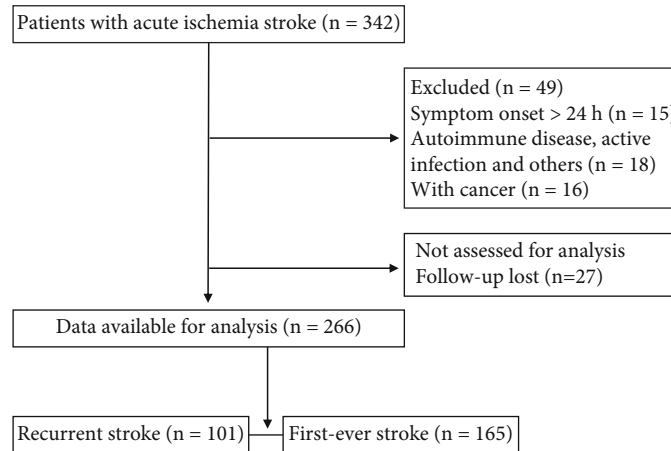 Patients with acute ischemia stroke (n = 342)
Excluded (n = 49)
Symptom onset > 24 h (n = 15)
Autoimmune disease, active
infection and others (n = 18)
With cancer (n = 16)
Not assessed for analysis
Follow-up lost (n=27)
Data available for analysis (n = 266)
Recurrent stroke (n = 101)
First-ever stroke (n = 165)